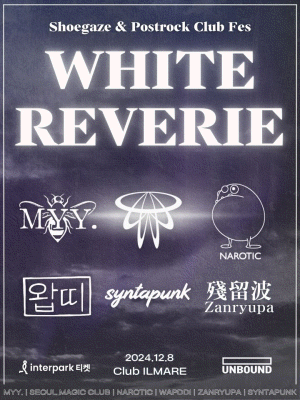 Shoegaze & Postrock Club Fes
WHITE
REVERIE
MYY.
NAROTIC
왑띠
syntapunk
殘留波
Zanryupa
interpark 티켓
2024,12.8
Club ILMARE
UNBOUND
MYY. | SEOUL MAGIC CLUB | NAROTIC | WAPDDI | ZANRYUPA | SYNTAPUNK